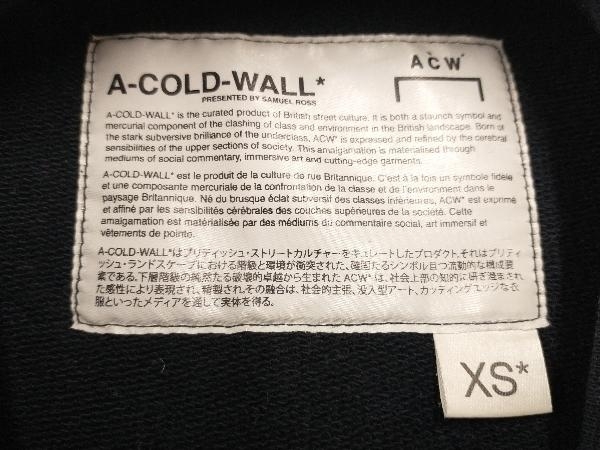 A-COLD-WALL*
PRESENTED BY SAMUEL ROSS
A C W
A-COLD-WALL* is the curated product of British street culture. It is both a staunch symbol and
mercurial component of the clashing of class and environment in the British landscape. Born of
the stark subversive brilliance of the underclass, ACW* is expressed and refined by the cerebral
sensibilities of the upper sections of society. This amalgamation is materialised through
mediums of social commentary, immersive art and cutting-edge garments.
A-COLD-WALL* est le produit de la culture de rue Britannique. C'est à la fois un symbole fidele
et une composante mercuriale de la confrontation de la classe et de l'environment dans le
paysage Britannique. Né du brusque éclat subversif des classes inférieures, ACW* est exprimé
et affiné par les sensibilités cérébrales des couches supérieures de la société. Cette
amalgamation est matérialisée par des médiums du commentaire social, art immersif et
vêtements de pointe.
A-COLD-WALL*はブリティッシュ・ストリートカルチャーをキュレートしたプロダクト。それはブリティ
ッシュ・ランドスケープにおける階級と環境が衝突された、確固たるシンボル且つ流動的な構成要
素である。下層階級の純然たる破壊的卓越から生まれたACW*は、社会上部の知的に研ぎ澄まされ
た感性により表現され、精製されその融合は、社会的主張、没入型アート、カッティングエッジな衣
服といったメディアを通して実体を得る。
XS*